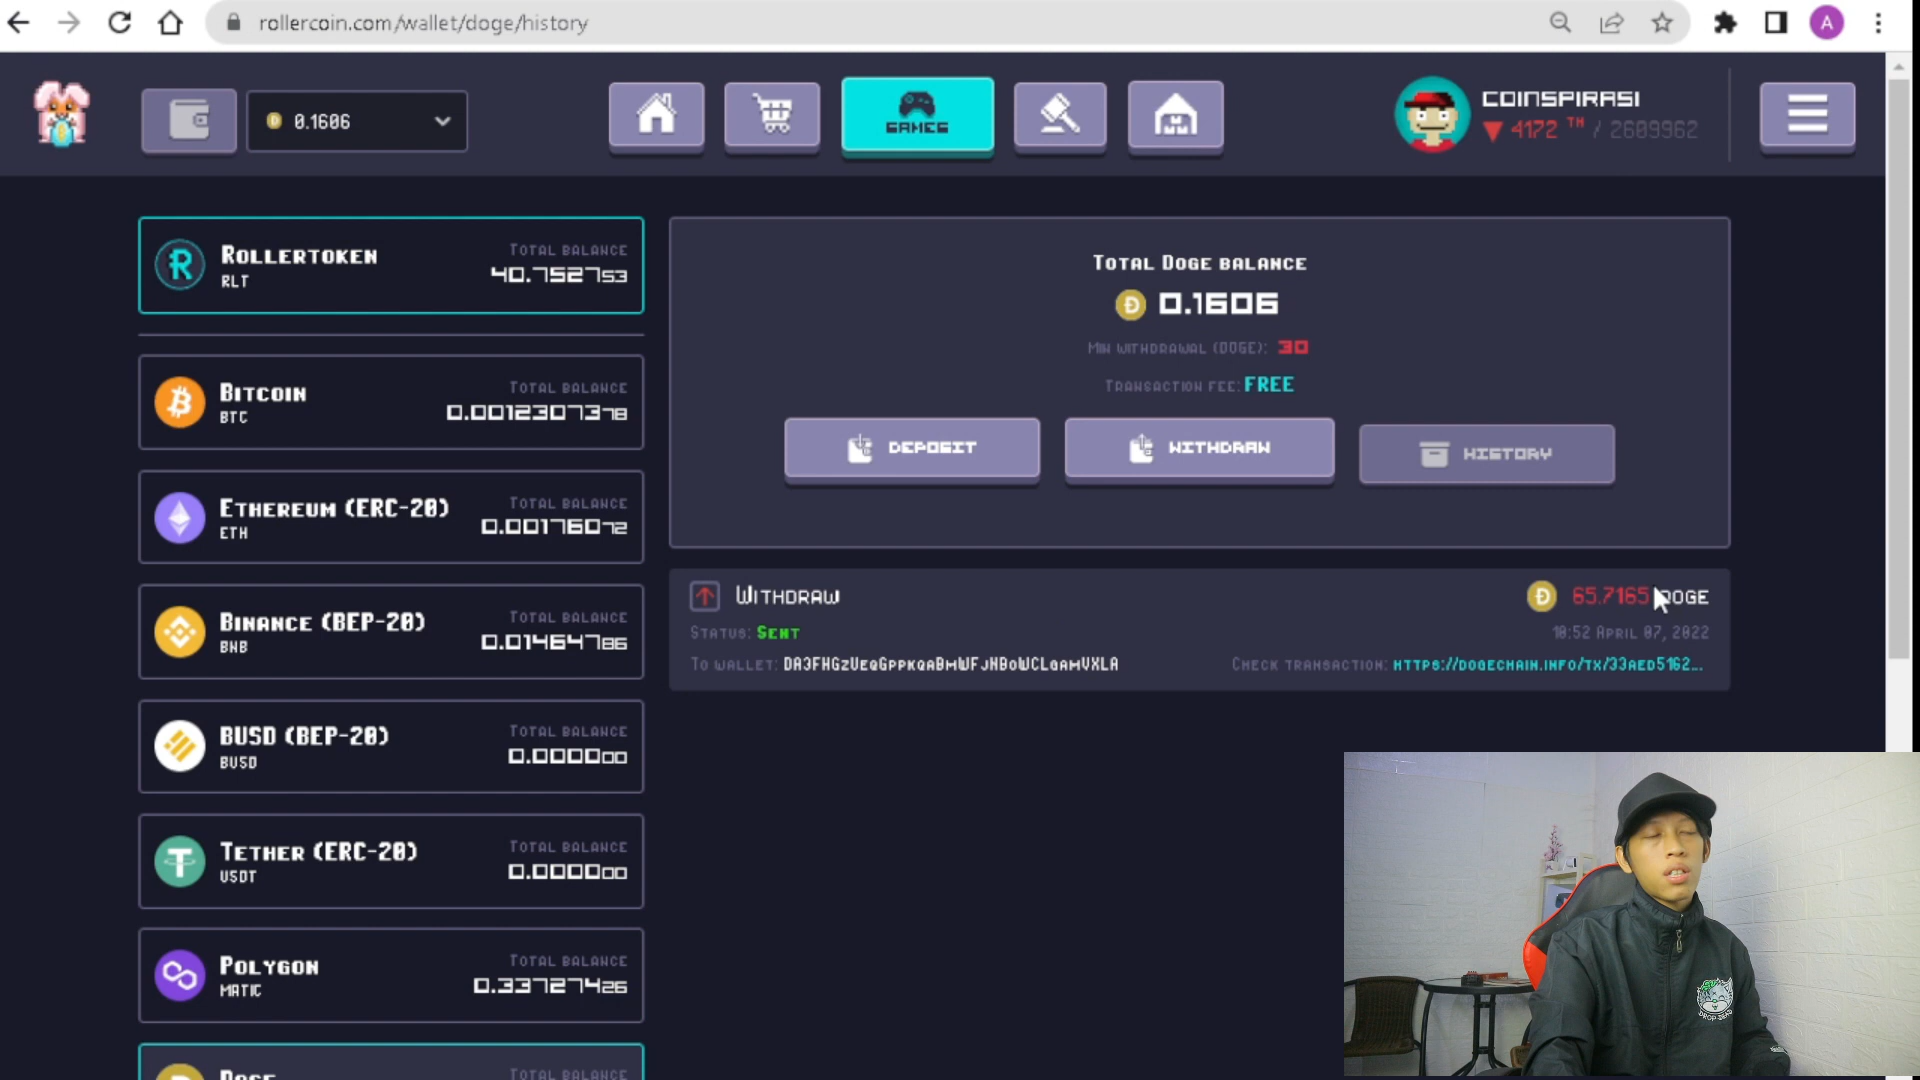 rollercoin.com/wallet/doge/history
A
0.1606
GAMES
COINSPIRASI
4172 TH / 2609962
ROLLERTOKEN
RLT
TOTAL BALANCE
40.752753
BITCOIN
BTC
TOTAL BALANCE
0.0012307378
ETHEREUM (ERC-20)
ETH
TOTAL BALANCE
0.00176072
BINANCE (BEP-20)
BNB
TOTAL BALANCE
0.01464786
BUSD (BEP-20)
BUSD
TOTAL BALANCE
0.000000
TETHER (ERC-20)
USDT
TOTAL BALANCE
0.000000
POLYGON
MATIC
TOTAL BALANCE
0.33727426
DOGE
TOTAL BALANCE
TOTAL DOGE BALANCE
0.1606
MIN WITHDRAWAL (DOGE): 30
TRANSACTION FEE: FREE
DEPOSIT
WITHDRAW
HISTORY
WITHDRAW
65.7165 DOGE
STATUS: SENT
10:52 APRIL 07, 2022
TO WALLET:
CHECK TRANSACTION: HTTPS://DOGECHAIN.INFO/TX/33AED5162...
DROP DEAD